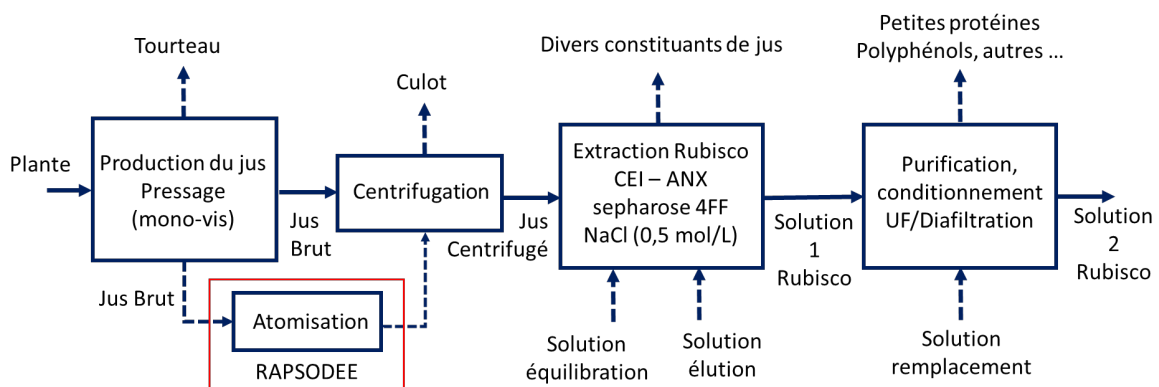 Tourteau
Culot
Divers constituants de jus
Petites protéines
Polyphénols, autres ...
Plante
Production du jus
Pressage
(mono-vis)
Jus
Brut
Centrifugation
Jus
Centrifugé
Extraction Rubisco
CEI – ANX
sepharose 4FF
NaCl (0,5 mol/L)
Solution
1
Rubisco
Purification,
conditionnement
UF/Diafiltration
Solution
2
Rubisco
Jus Brut
Atomisation
RAPSODEE
Solution
équilibration
Solution
élution
Solution
remplacement